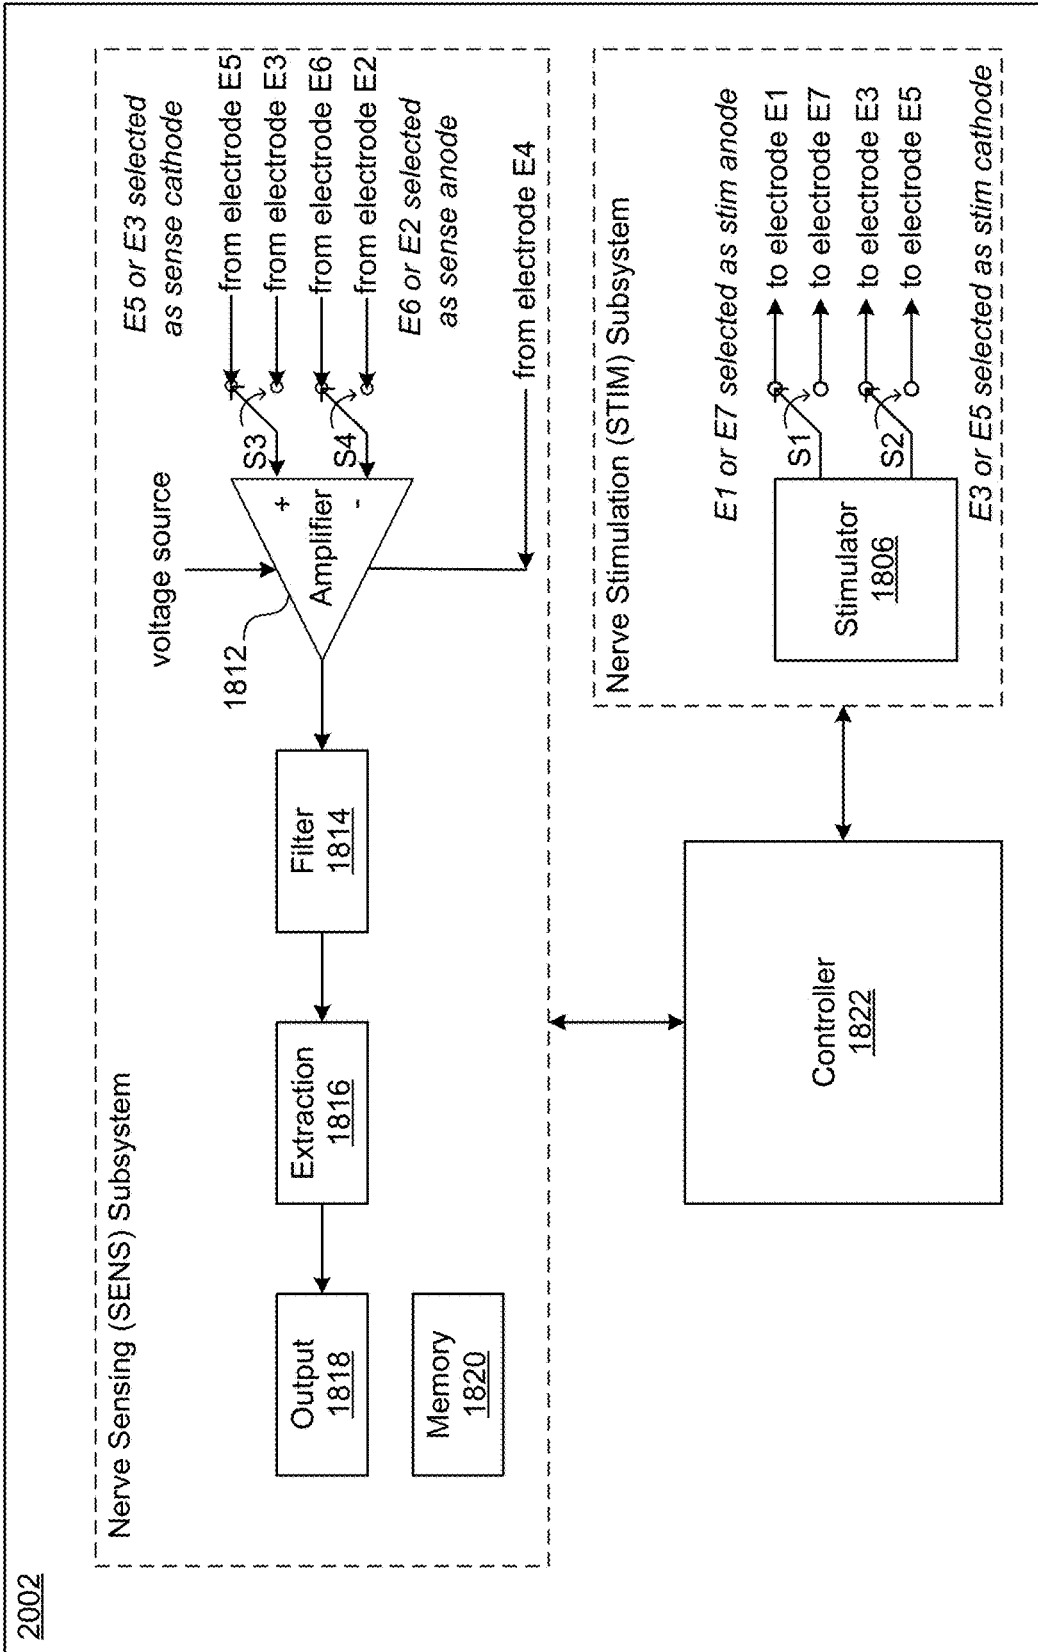 2002
Nerve Sensing (SENS) Subsystem
Output
1818
Memory
1820
Extraction
1816
Filter
1814
1812
voltage source
Amplifier
+
-
S3
S4
E5 or E3 selected
as sense cathode
from electrode E5
from electrode E3
from electrode E6
from electrode E2
E6 or E2 selected
as sense anode
from electrode E4
Controller
1822
Nerve Stimulation (STIM) Subsystem
Stimulator
1806
E1 or E7 selected as stim anode
S1
S2
to electrode E1
to electrode E7
to electrode E3
to electrode E5
E3 or E5 selected as stim cathode